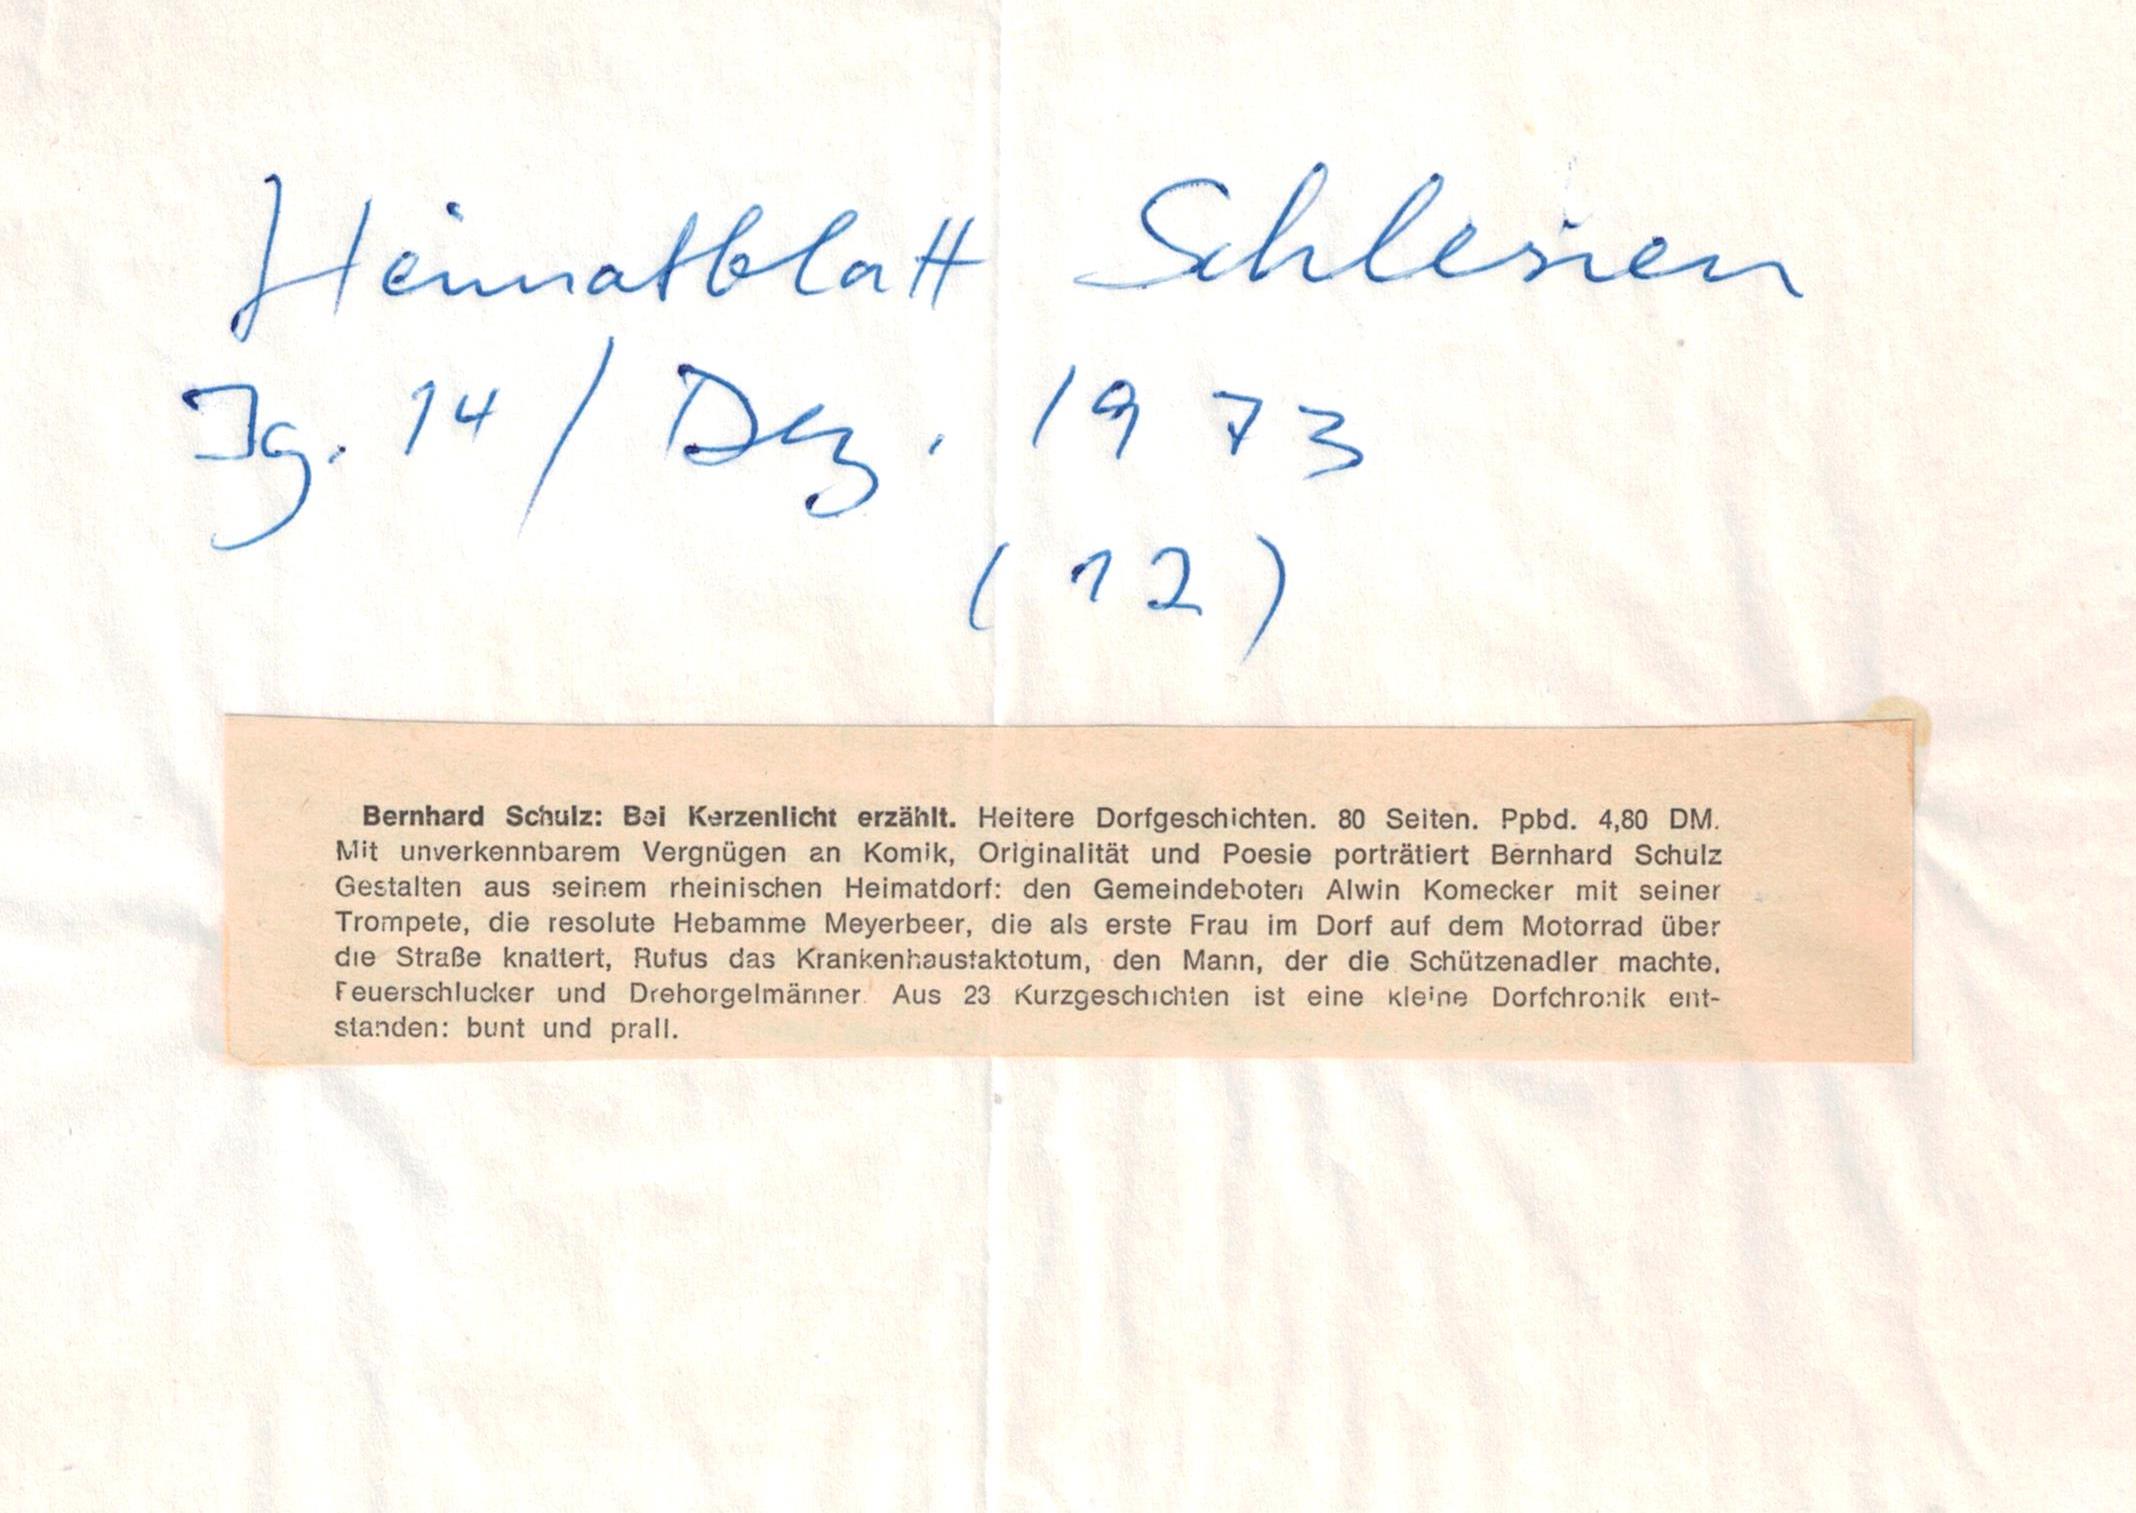 Heimatblatt Schlesien
Jg. 14 / Dez. 1973
(12)
Bernhard Schulz: Bei Kerzenlicht erzählt. Heitere Dorfgeschichten. 80 Seiten. Ppbd. 4,80 DM.
Mit unverkennbarem Vergnügen an Komik, Originalität und Poesie porträtiert Bernhard Schulz
Gestalten aus seinem rheinischen Heimatdorf: den Gemeindeboten Alwin Komecker mit seiner
Trompete, die resolute Hebamme Meyerbeer, die als erste Frau im Dorf auf dem Motorrad über
die Straße knattert, Rufus das Krankenhausfaktotum, den Mann, der die Schützenadler machte,
Feuerschlucker und Drehorgelmänner. Aus 23 Kurzgeschichten ist eine kleine Dorfchronik ent-
standen: bunt und prall.